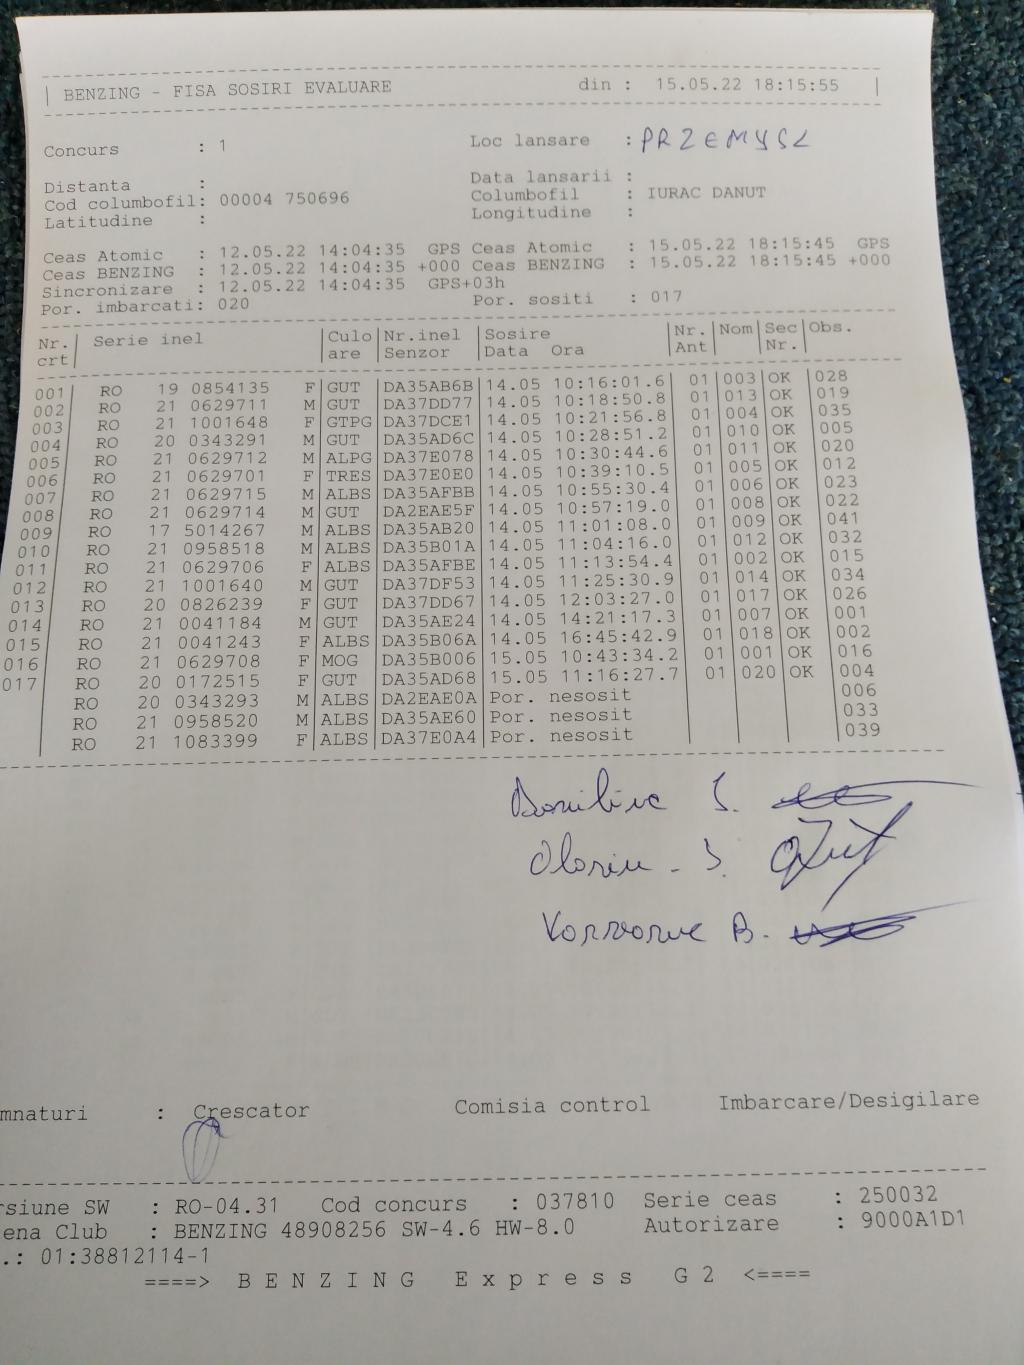 BENZING - FISA SOSIRI EVALUARE din : 15.05.22 18:15:55
Concurs : 1 Loc lansare : PRZEMYSL
Distanta : Data lansarii :
Cod columbofil: 00004 750696 Columbofil : IURAC DANUT
Latitudine : Longitudine :
Ceas Atomic : 12.05.22 14:04:35 GPS Ceas Atomic : 15.05.22 18:15:45 GPS
Ceas BENZING : 12.05.22 14:04:35 +000 Ceas BENZING : 15.05.22 18:15:45 +000
Sincronizare : 12.05.22 14:04:35 GPS+03h
Por. imbarcati: 020 Por. sositi : 017
Nr. Serie inel Culo Nr.inel Sosire Nr. Nom Sec Obs.
crt are Senzor Data Ora Ant Nr.
001 RO 19 0854135 F GUT DA35AB6B 14.05 10:16:01.6 01 003 OK 028
002 RO 21 0629711 M GUT DA37DD77 14.05 10:18:50.8 01 013 OK 019
003 RO 21 1001648 F GTPG DA37DCE1 14.05 10:21:56.8 01 004 OK 035
004 RO 20 0343291 M GUT DA35AD6C 14.05 10:28:51.2 01 010 OK 005
005 RO 21 0629712 M ALPG DA37E078 14.05 10:30:44.6 01 011 OK 020
006 RO 21 0629701 F TRES DA37E0E0 14.05 10:39:10.5 01 005 OK 012
007 RO 21 0629715 M ALBS DA35AFBB 14.05 10:55:30.4 01 006 OK 023
008 RO 21 0629714 M GUT DA2EAE5F 14.05 10:57:19.0 01 008 OK 022
009 RO 17 5014267 M ALBS DA35AB20 14.05 11:01:08.0 01 009 OK 041
010 RO 21 0958518 M ALBS DA35B01A 14.05 11:04:16.0 01 012 OK 032
011 RO 21 0629706 F ALBS DA35AFBE 14.05 11:13:54.4 01 002 OK 015
012 RO 21 1001640 M GUT DA37DF53 14.05 11:25:30.9 01 014 OK 034
013 RO 20 0826239 F GUT DA37DD67 14.05 12:03:27.0 01 017 OK 026
014 RO 21 0041184 M GUT DA35AE24 14.05 14:21:17.3 01 007 OK 001
015 RO 21 0041243 F ALBS DA35B06A 14.05 16:45:42.9 01 018 OK 002
016 RO 21 0629708 F MOG DA35B006 15.05 10:43:34.2 01 001 OK 016
017 RO 20 0172515 F GUT DA35AD68 15.05 11:16:27.7 01 020 OK 004
RO 20 0343293 M ALBS DA2EAE0A Por. nesosit 006
RO 21 0958520 M ALBS DA35AE60 Por. nesosit 033
RO 21 1083399 F ALBS DA37E0A4 Por. nesosit 039
mnaturi : Crescator Comisia control Imbarcare/Desigilare
rsiune SW : RO-04.31 Cod concurs : 037810 Serie ceas : 250032
ena Club : BENZING 48908256 SW-4.6 HW-8.0 Autorizare : 9000A1D1
.: 01:38812114-1
====> BENZING Express G2 <====